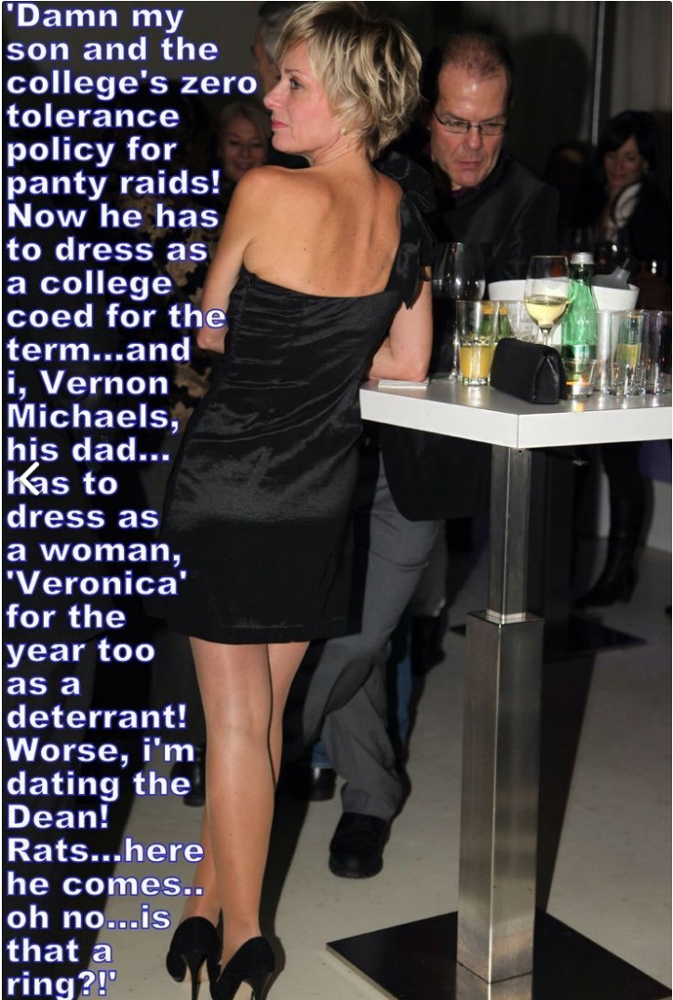 'Damn my
son and the
college's zero
tolerance
policy for
panty raids!
Now he has
to dress as
a college
coed for the
term...and
i, Vernon
Michaels,
his dad...
has to
dress as
a woman,
'Veronica'
for the
year too
as a
deterrant!
Worse, i'm
dating the
Dean!
Rats...here
he comes..
oh no...is
that a
ring?!'